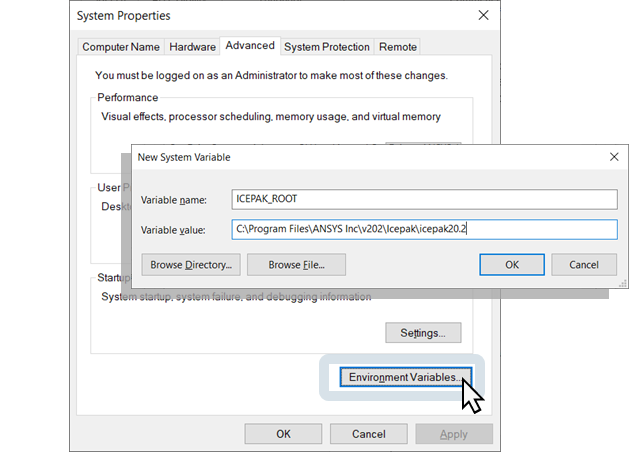 System Properties
Computer Name Hardware Advanced System Protection Remote
You must be logged on as an Administrator to make most of these changes.
Performance
Visual effects, processor scheduling, memory usage, and virtual memory
New System Variable
User P
Variable name: ICEPAK_ROOT
Deskt
Variable value: C:\Program Files\ANSYS Inc\v202\Icepak\icepak20.2
Browse Directory... Browse File... OK Cancel
Startup
System startup, system failure, and debugging information
Settings...
Environment Variables...
OK Cancel Apply